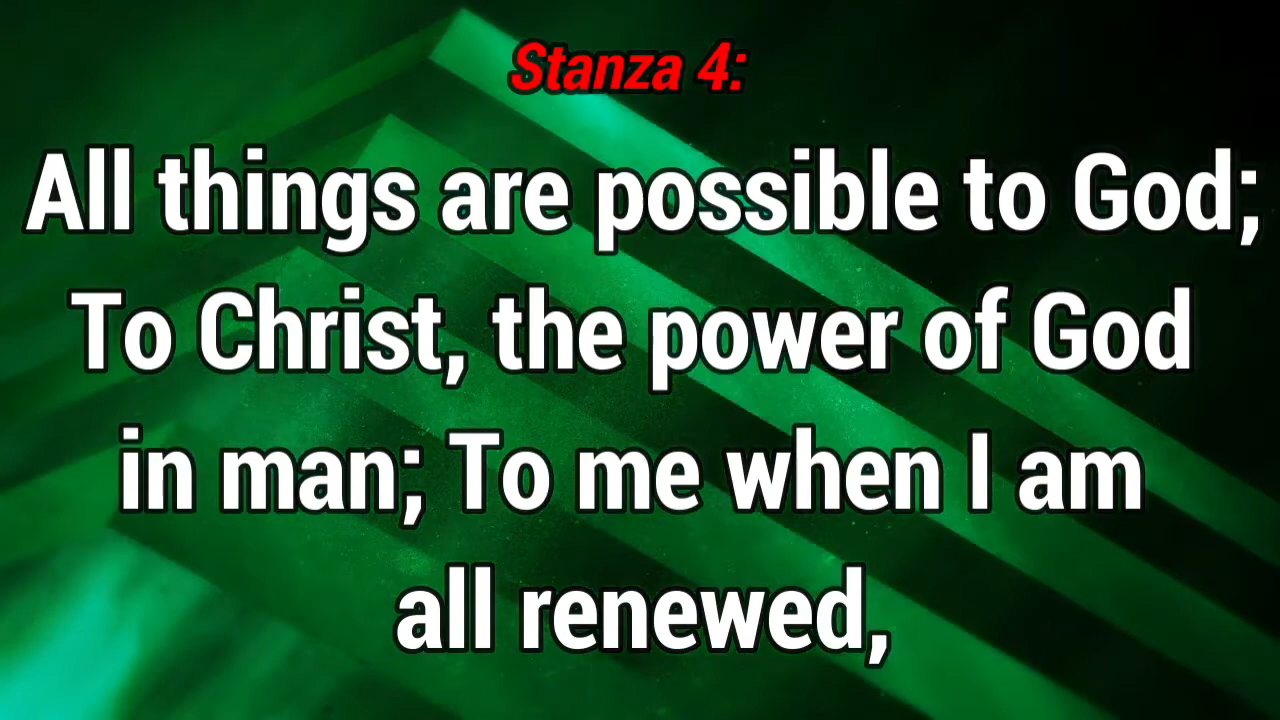 Stanza 4:
All things are possible to God;
To Christ, the power of God
in man; To me when I am
all renewed,